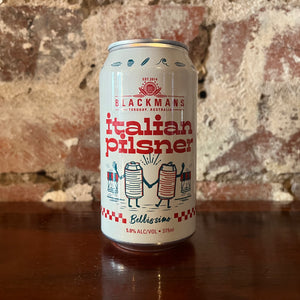 EST 2014
BLACKMANS
TORQUAY, AUSTRALIA
italian
pilsner
Bellissimo
5.0% ALC/VOL • 375ml